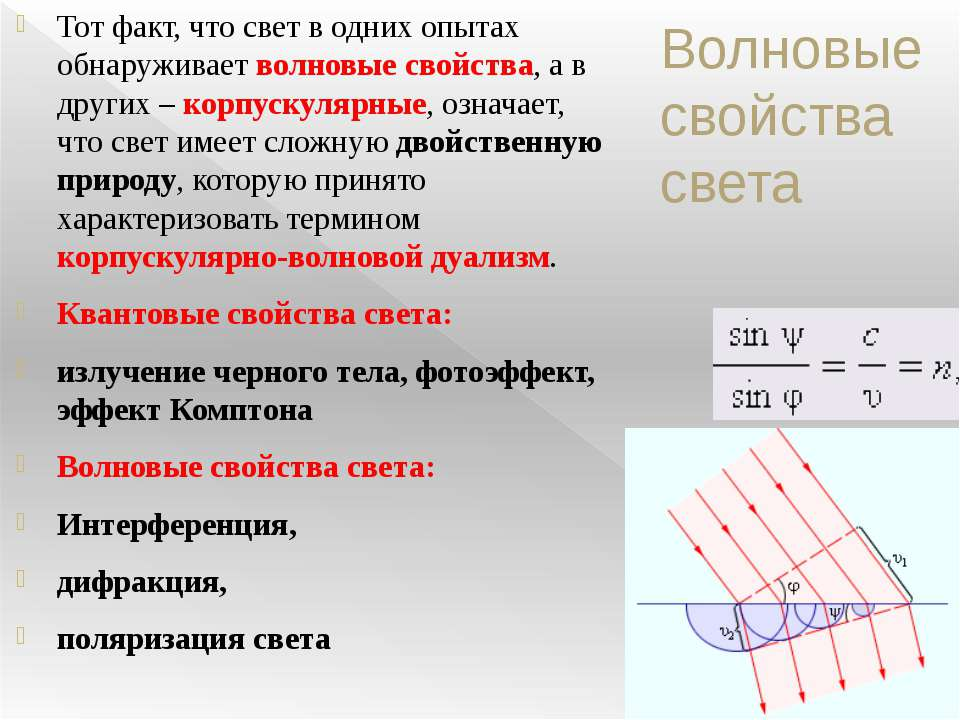 Тот факт, что свет в одних опытах
обнаруживает волновые свойства, а в
других – корпускулярные, означает,
что свет имеет сложную двойственную
природу, которую принято
характеризовать термином
корпускулярно-волновой дуализм.
Квантовые свойства света:
излучение черного тела, фотоэффект,
эффект Комптона
Волновые свойства света:
Интерференция,
дифракция,
поляризация света
Волновые
свойства
света
sin ψ / sin φ = c / υ = n,
υ₁
φ
ψ
υ₂